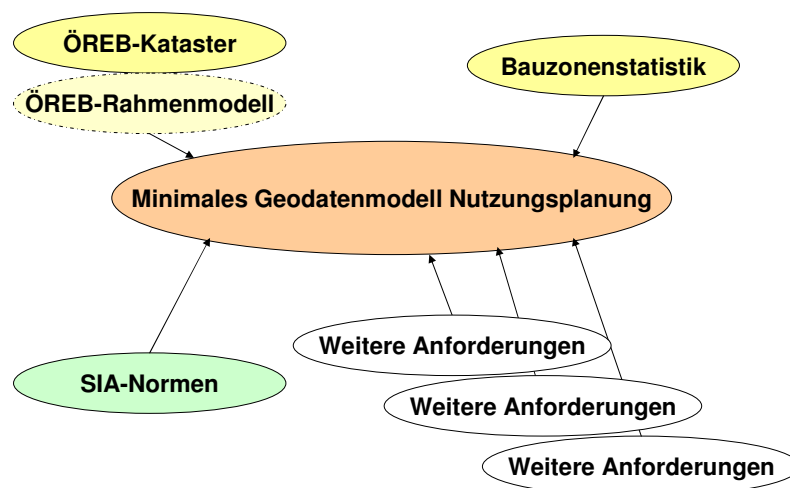 ÖREB-Kataster
ÖREB-Rahmenmodell
Bauzonenstatistik
Minimales Geodatenmodell Nutzungsplanung
Weitere Anforderungen
SIA-Normen
Weitere Anforderungen
Weitere Anforderungen